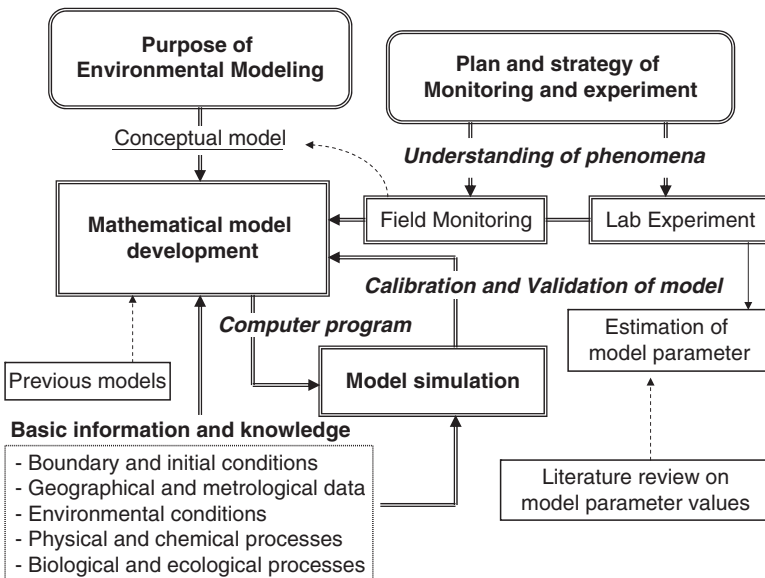 Purpose of
Environmental Modeling
Plan and strategy of
Monitoring and experiment
Conceptual model
Understanding of phenomena
Mathematical model
development
Field Monitoring
Lab Experiment
Calibration and Validation of model
Computer program
Estimation of
model parameter
Previous models
Model simulation
Basic information and knowledge
- Boundary and initial conditions
- Geographical and metrological data
- Environmental conditions
- Physical and chemical processes
- Biological and ecological processes
Literature review on
model parameter values